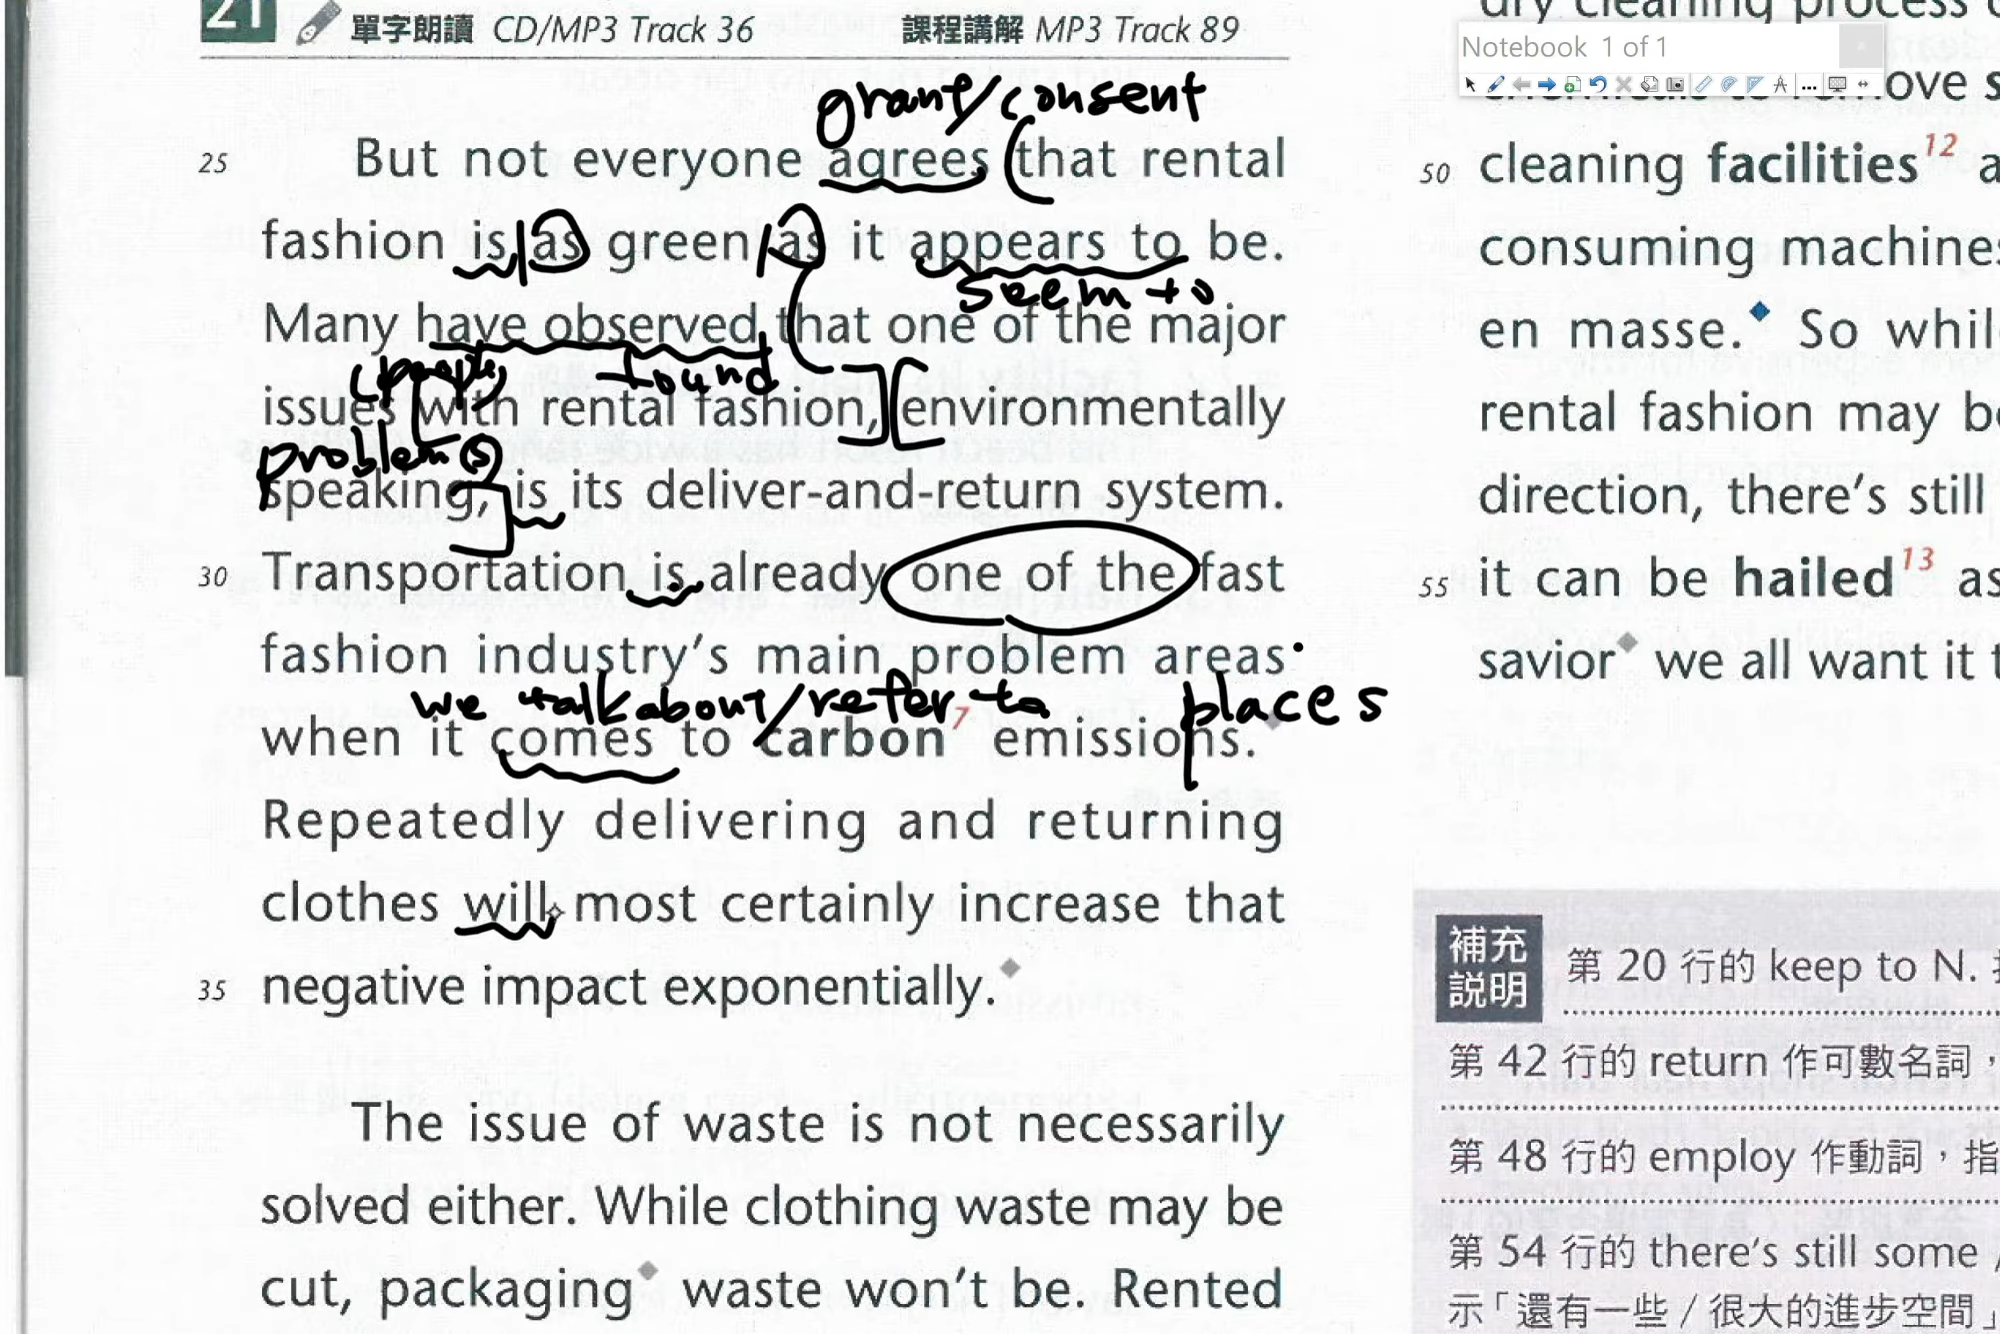 21 單字朗讀 CD/MP3 Track 36 課程講解 MP3 Track 89
grant/consent
25 But not everyone agrees that rental
fashion is as green as it appears to be.
seem to
Many have observed that one of the major
(people) found
issues with rental fashion, environmentally
problem(s)
speaking, is its deliver-and-return system.
30 Transportation is already one of the fast
fashion industry's main problem areas
we talk about/refer to places
when it comes to carbon7 emissions.
Repeatedly delivering and returning
clothes will most certainly increase that
35 negative impact exponentially.
The issue of waste is not necessarily
solved either. While clothing waste may be
cut, packaging waste won't be. Rented
dry cleaning process
Notebook 1 of 1
50 cleaning facilities12
consuming machines
en masse. So whil
rental fashion may b
direction, there's still
55 it can be hailed13 as
savior we all want it t
補充說明
第 20 行的 keep to N.
第 42 行的 return 作可數名詞，
第 48 行的 employ 作動詞，指
第 54 行的 there's still some /
示「還有一些 / 很大的進步空間」